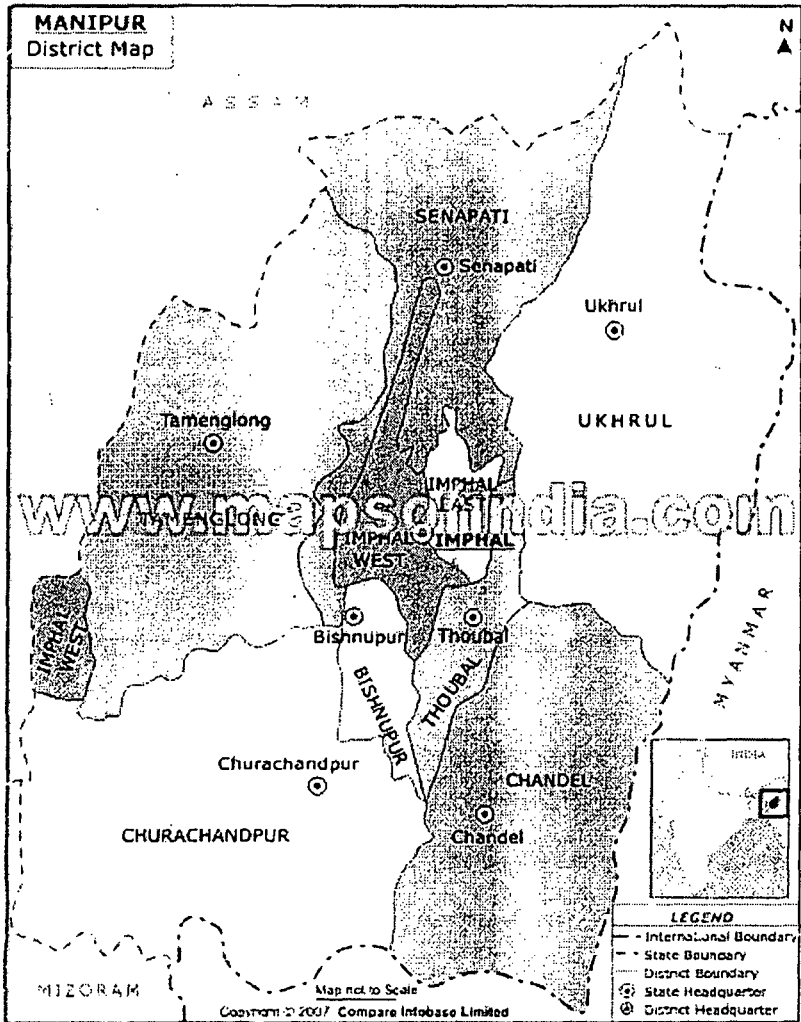 MANIPUR
District Map
N
ASSAM
SENAPATI
Senapati
Ukhrul
UKHRUL
Tamenglong
IMPHAL
EAST
www.mapsofindia.com
TAMENGLONG
IMPHAL
WEST
IMPHAL
IMPHAL
WEST
Bishnupur
Thoubal
BISHNUPUR
THOUBAL
MYANMAR
INDIA
Churachandpur
CHANDEL
Chandel
CHURACHANDPUR
LEGEND
International Boundary
State Boundary
District Boundary
State Headquarter
District Headquarter
MIZORAM
Map not to Scale
Copyright © 2007 Compare Infobase Limited